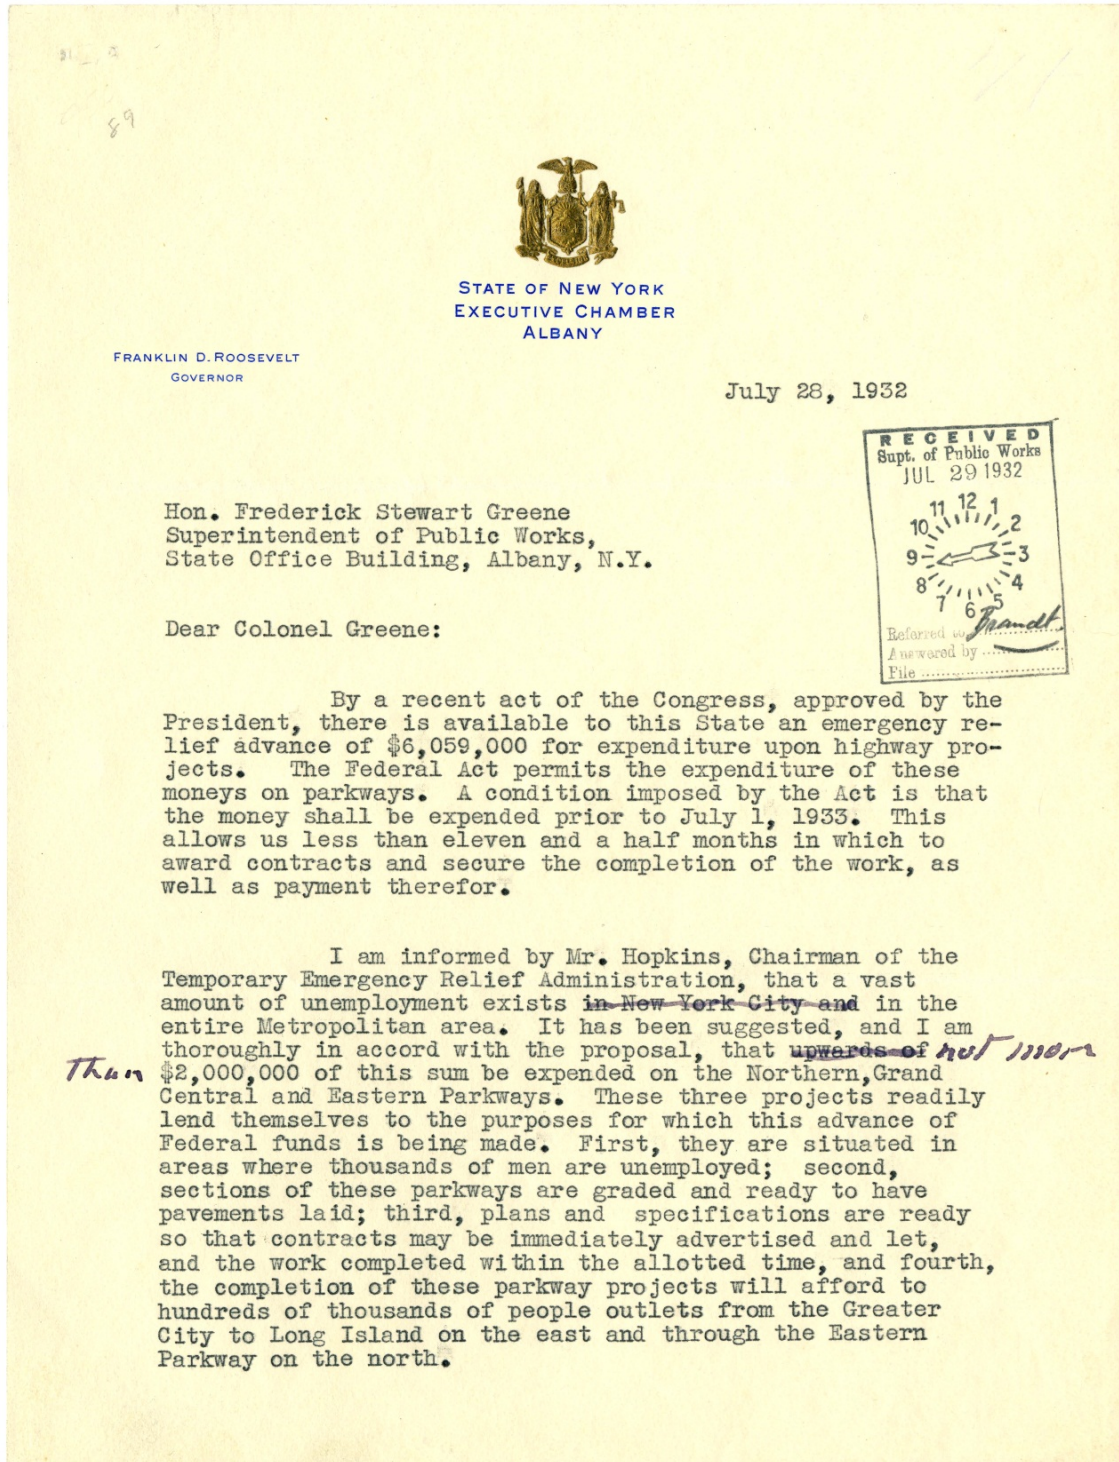 89
STATE OF NEW YORK
EXECUTIVE CHAMBER
ALBANY
FRANKLIN D. ROOSEVELT
GOVERNOR
July 28, 1932
RECEIVED
Supt. of Public Works
JUL 29 1932
12
11 1
10 2
9 3
8 4
7 5
6
Referred to Brandt
Answered by
File
Hon. Frederick Stewart Greene
Superintendent of Public Works,
State Office Building, Albany, N.Y.
Dear Colonel Greene:
By a recent act of the Congress, approved by the
President, there is available to this State an emergency re-
lief advance of $6,059,000 for expenditure upon highway pro-
jects. The Federal Act permits the expenditure of these
moneys on parkways. A condition imposed by the Act is that
the money shall be expended prior to July 1, 1933. This
allows us less than eleven and a half months in which to
award contracts and secure the completion of the work, as
well as payment therefor.
I am informed by Mr. Hopkins, Chairman of the
Temporary Emergency Relief Administration, that a vast
amount of unemployment exists in New York City and in the
entire Metropolitan area. It has been suggested, and I am
thoroughly in accord with the proposal, that upwards of not more
Than $2,000,000 of this sum be expended on the Northern,Grand
Central and Eastern Parkways. These three projects readily
lend themselves to the purposes for which this advance of
Federal funds is being made. First, they are situated in
areas where thousands of men are unemployed; second,
sections of these parkways are graded and ready to have
pavements laid; third, plans and specifications are ready
so that contracts may be immediately advertised and let,
and the work completed within the allotted time, and fourth,
the completion of these parkway projects will afford to
hundreds of thousands of people outlets from the Greater
City to Long Island on the east and through the Eastern
Parkway on the north.